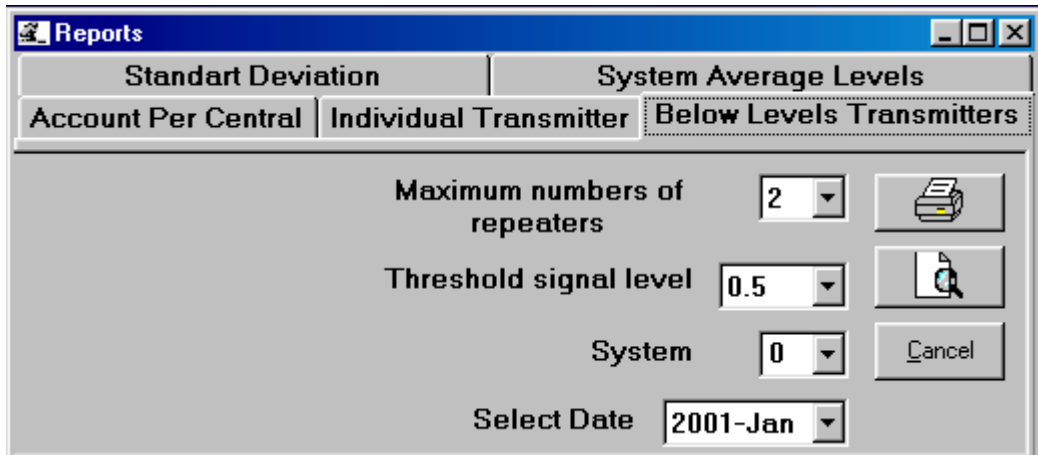 Reports
Standart Deviation
System Average Levels
Account Per Central
Individual Transmitter
Below Levels Transmitters
Maximum numbers of
repeaters
2
Threshold signal level
0.5
System
0
Cancel
Select Date
2001-Jan